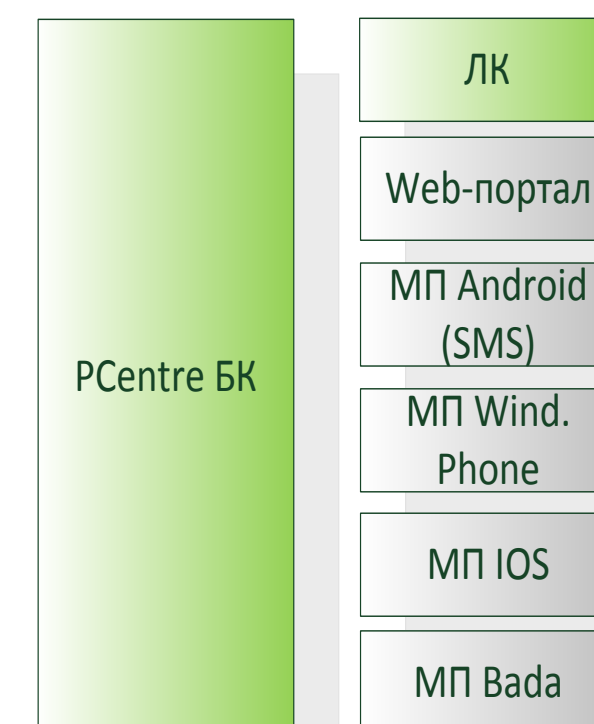 PCentre БК
ЛК
Web-портал
МП Android
(SMS)
МП Wind.
Phone
МП IOS
МП Bada